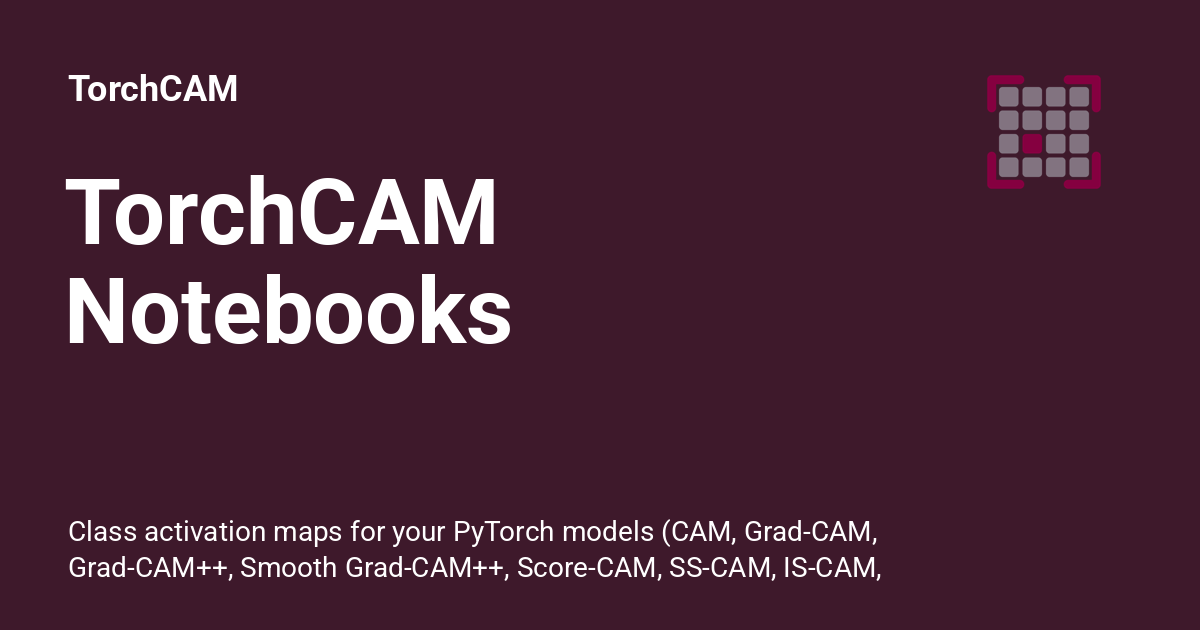 TorchCAM
TorchCAM
Notebooks
Class activation maps for your PyTorch models (CAM, Grad-CAM,
Grad-CAM++, Smooth Grad-CAM++, Score-CAM, SS-CAM, IS-CAM,